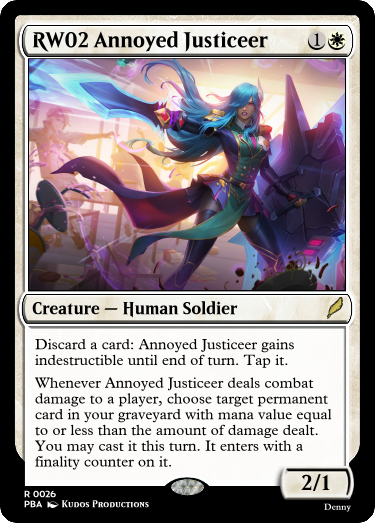 RW02 Annoyed Justiceer 1
Creature — Human Soldier
Discard a card: Annoyed Justiceer gains
indestructible until end of turn. Tap it.
Whenever Annoyed Justiceer deals combat
damage to a player, choose target permanent
card in your graveyard with mana value equal
to or less than the amount of damage dealt.
You may cast it this turn. It enters with a
finality counter on it.
2/1
R 0026
PBA Kudos Productions
Denny